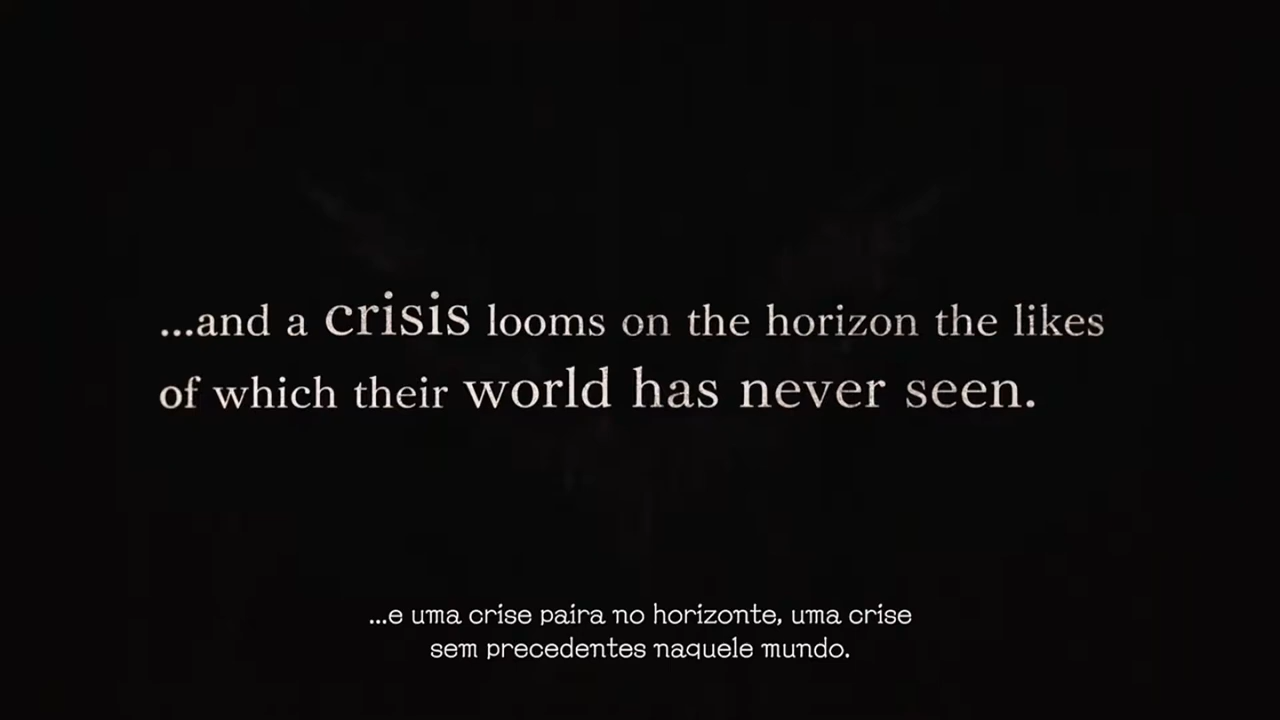 ...and a crisis looms on the horizon the likes
of which their world has never seen.
...e uma crise paira no horizonte, uma crise
sem precedentes naquele mundo.